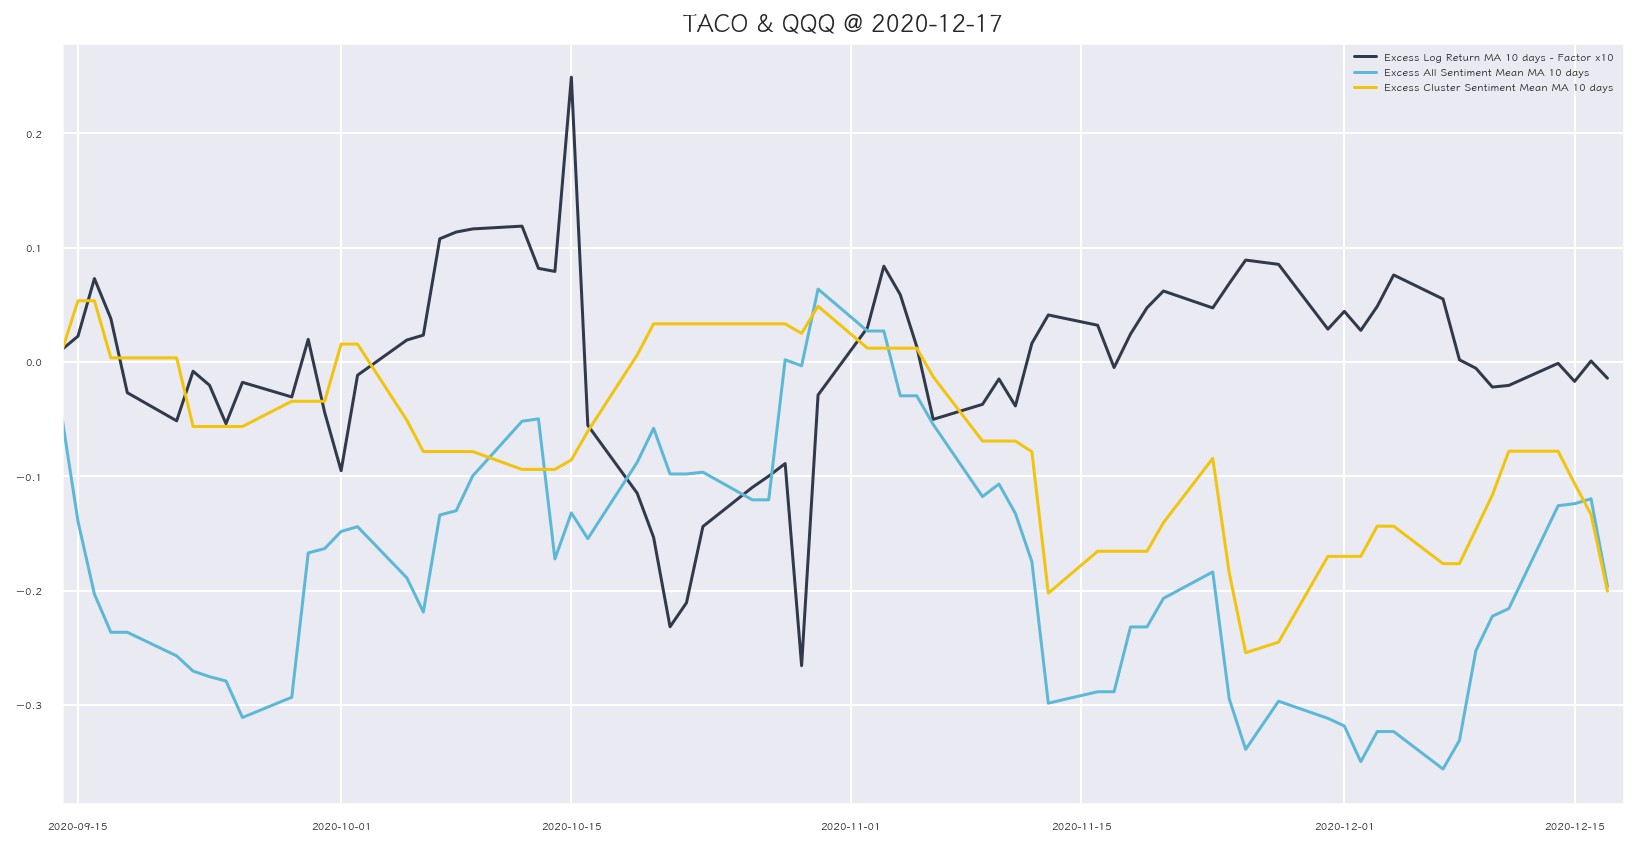 TACO & QQQ @ 2020-12-17
Excess Log Return MA 10 days - Factor x10
Excess All Sentiment Mean MA 10 days
Excess Cluster Sentiment Mean MA 10 days
0.2
0.1
0.0
−0.1
−0.2
−0.3
2020-09-15 2020-10-01 2020-10-15 2020-11-01 2020-11-15 2020-12-01 2020-12-15